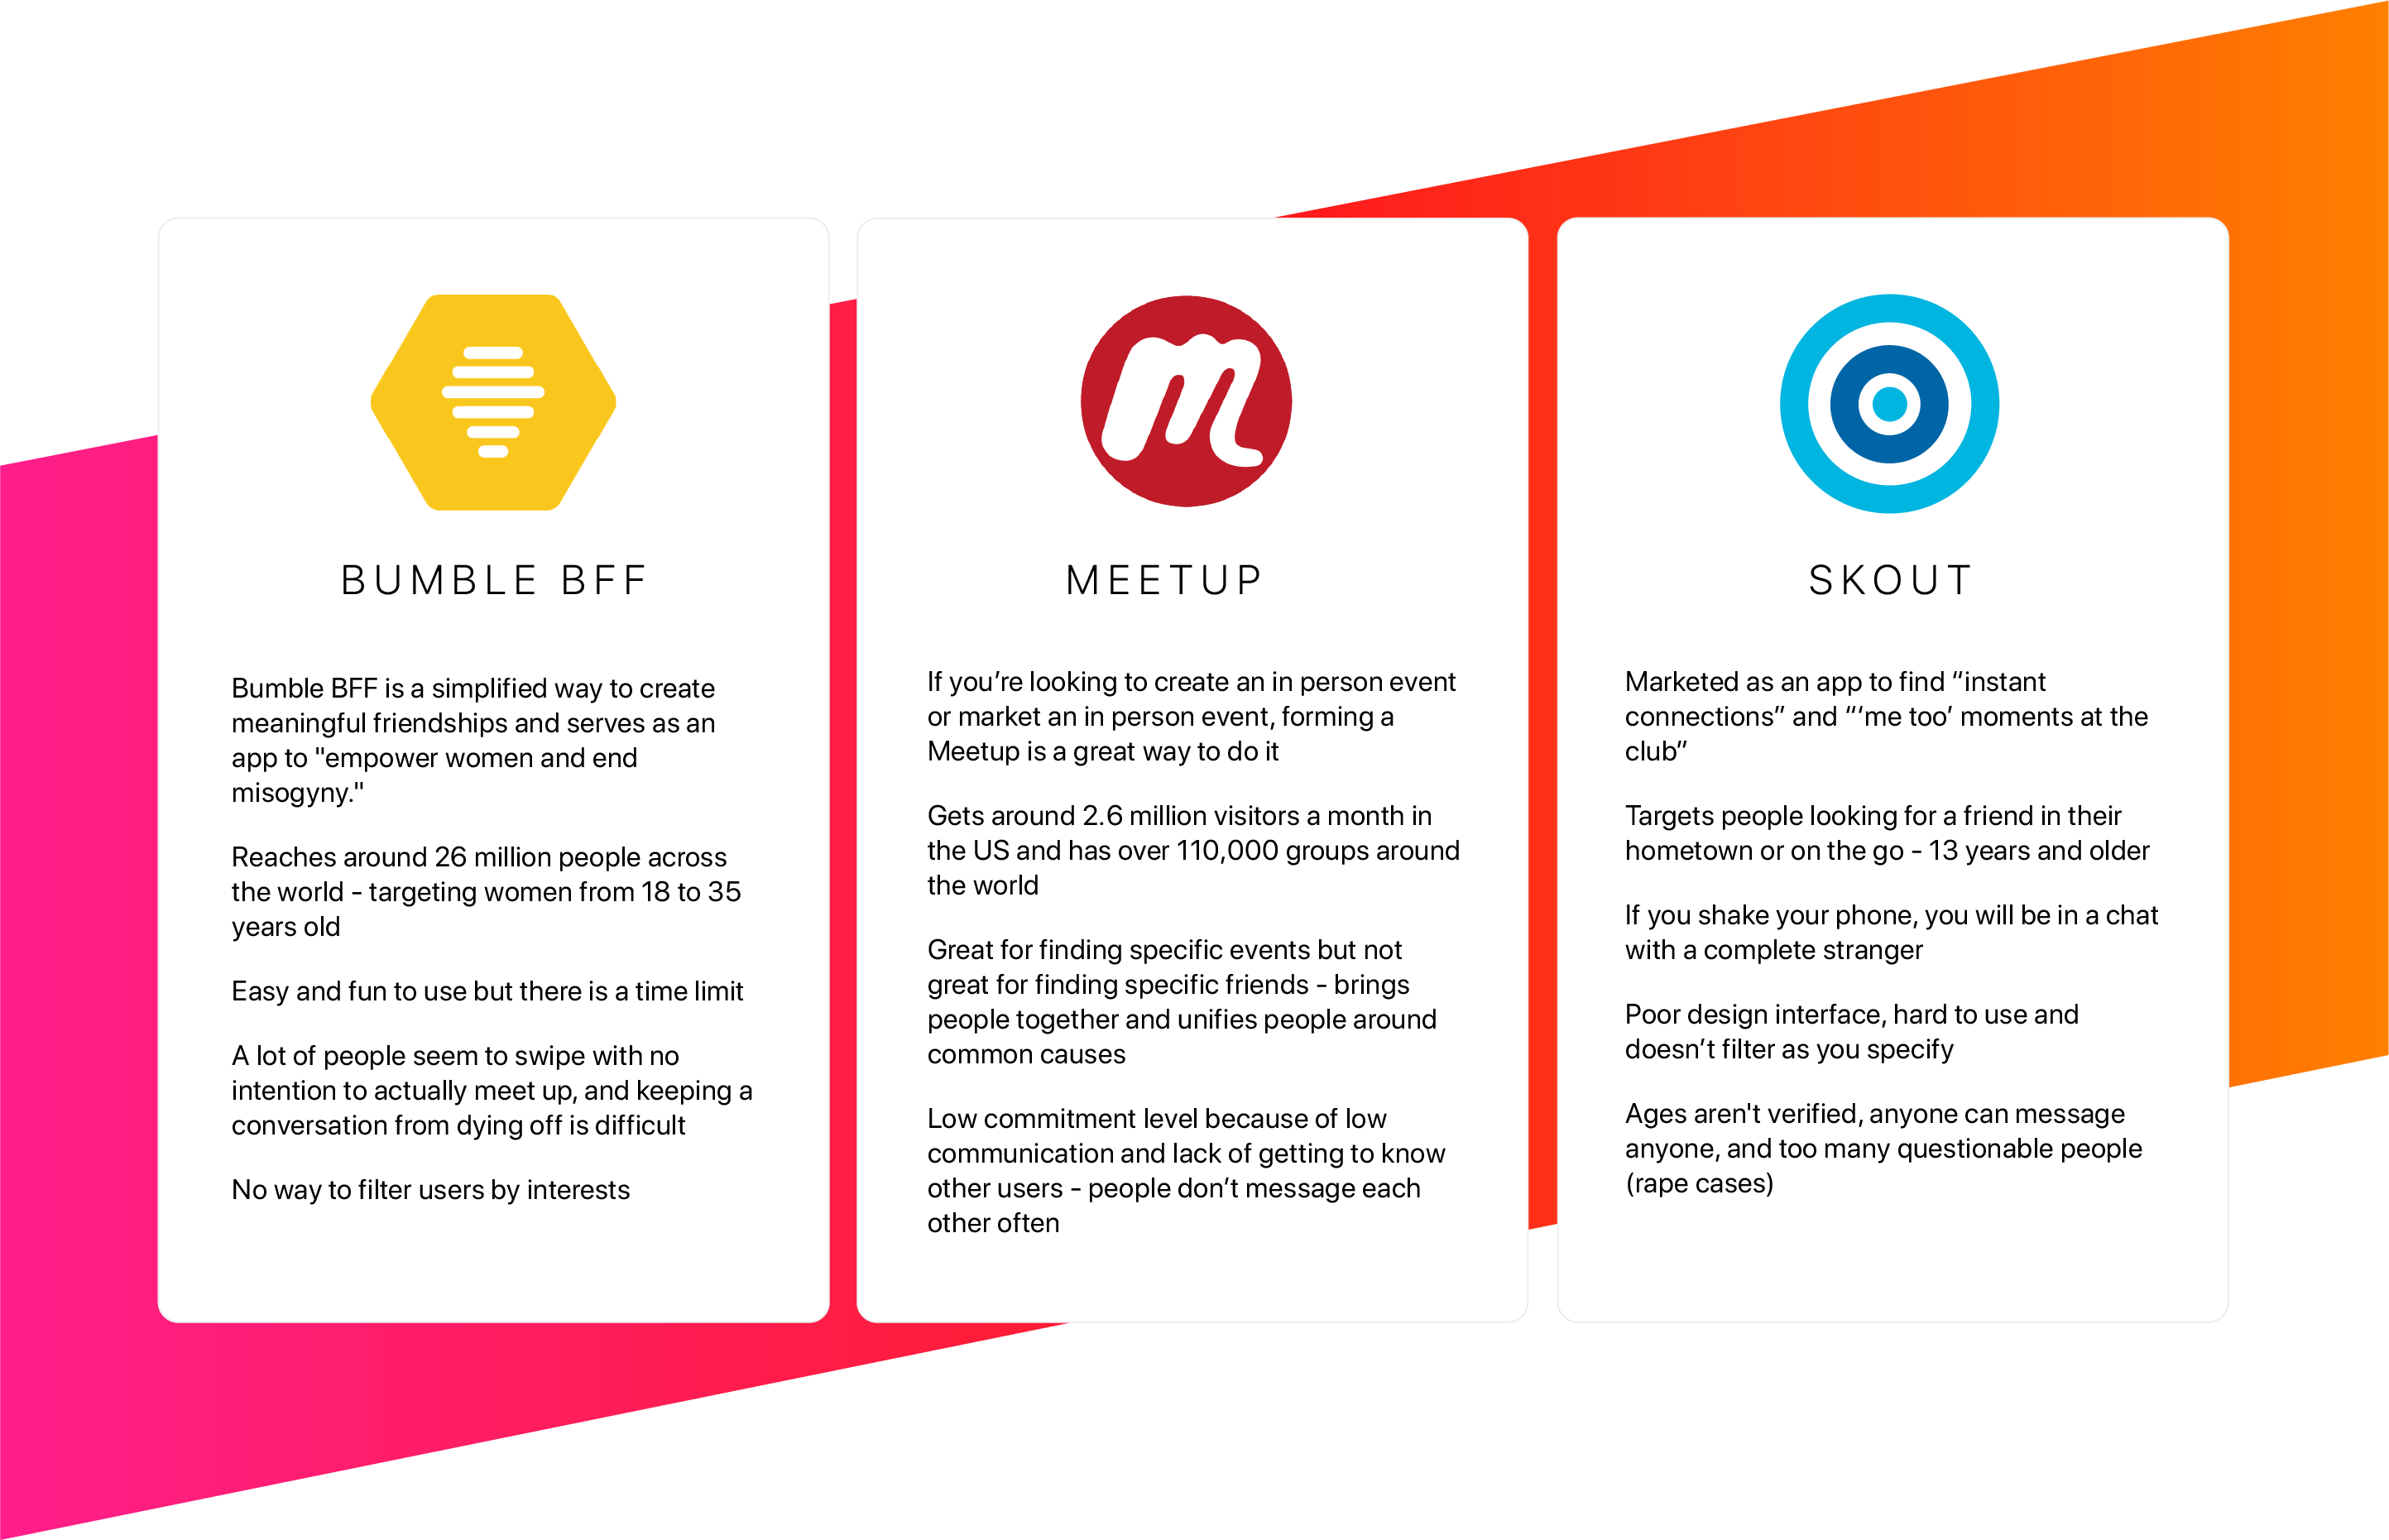 BUMBLE BFF
Bumble BFF is a simplified way to create
meaningful friendships and serves as an
app to "empower women and end
misogyny."
Reaches around 26 million people across
the world - targeting women from 18 to 35
years old
Easy and fun to use but there is a time limit
A lot of people seem to swipe with no
intention to actually meet up, and keeping a
conversation from dying off is difficult
No way to filter users by interests
m
MEETUP
If you’re looking to create an in person event
or market an in person event, forming a
Meetup is a great way to do it
Gets around 2.6 million visitors a month in
the US and has over 110,000 groups around
the world
Great for finding specific events but not
great for finding specific friends - brings
people together and unifies people around
common causes
Low commitment level because of low
communication and lack of getting to know
other users - people don’t message each
other often
SKOUT
Marketed as an app to find “instant
connections” and “‘me too’ moments at the
club”
Targets people looking for a friend in their
hometown or on the go - 13 years and older
If you shake your phone, you will be in a chat
with a complete stranger
Poor design interface, hard to use and
doesn’t filter as you specify
Ages aren't verified, anyone can message
anyone, and too many questionable people
(rape cases)